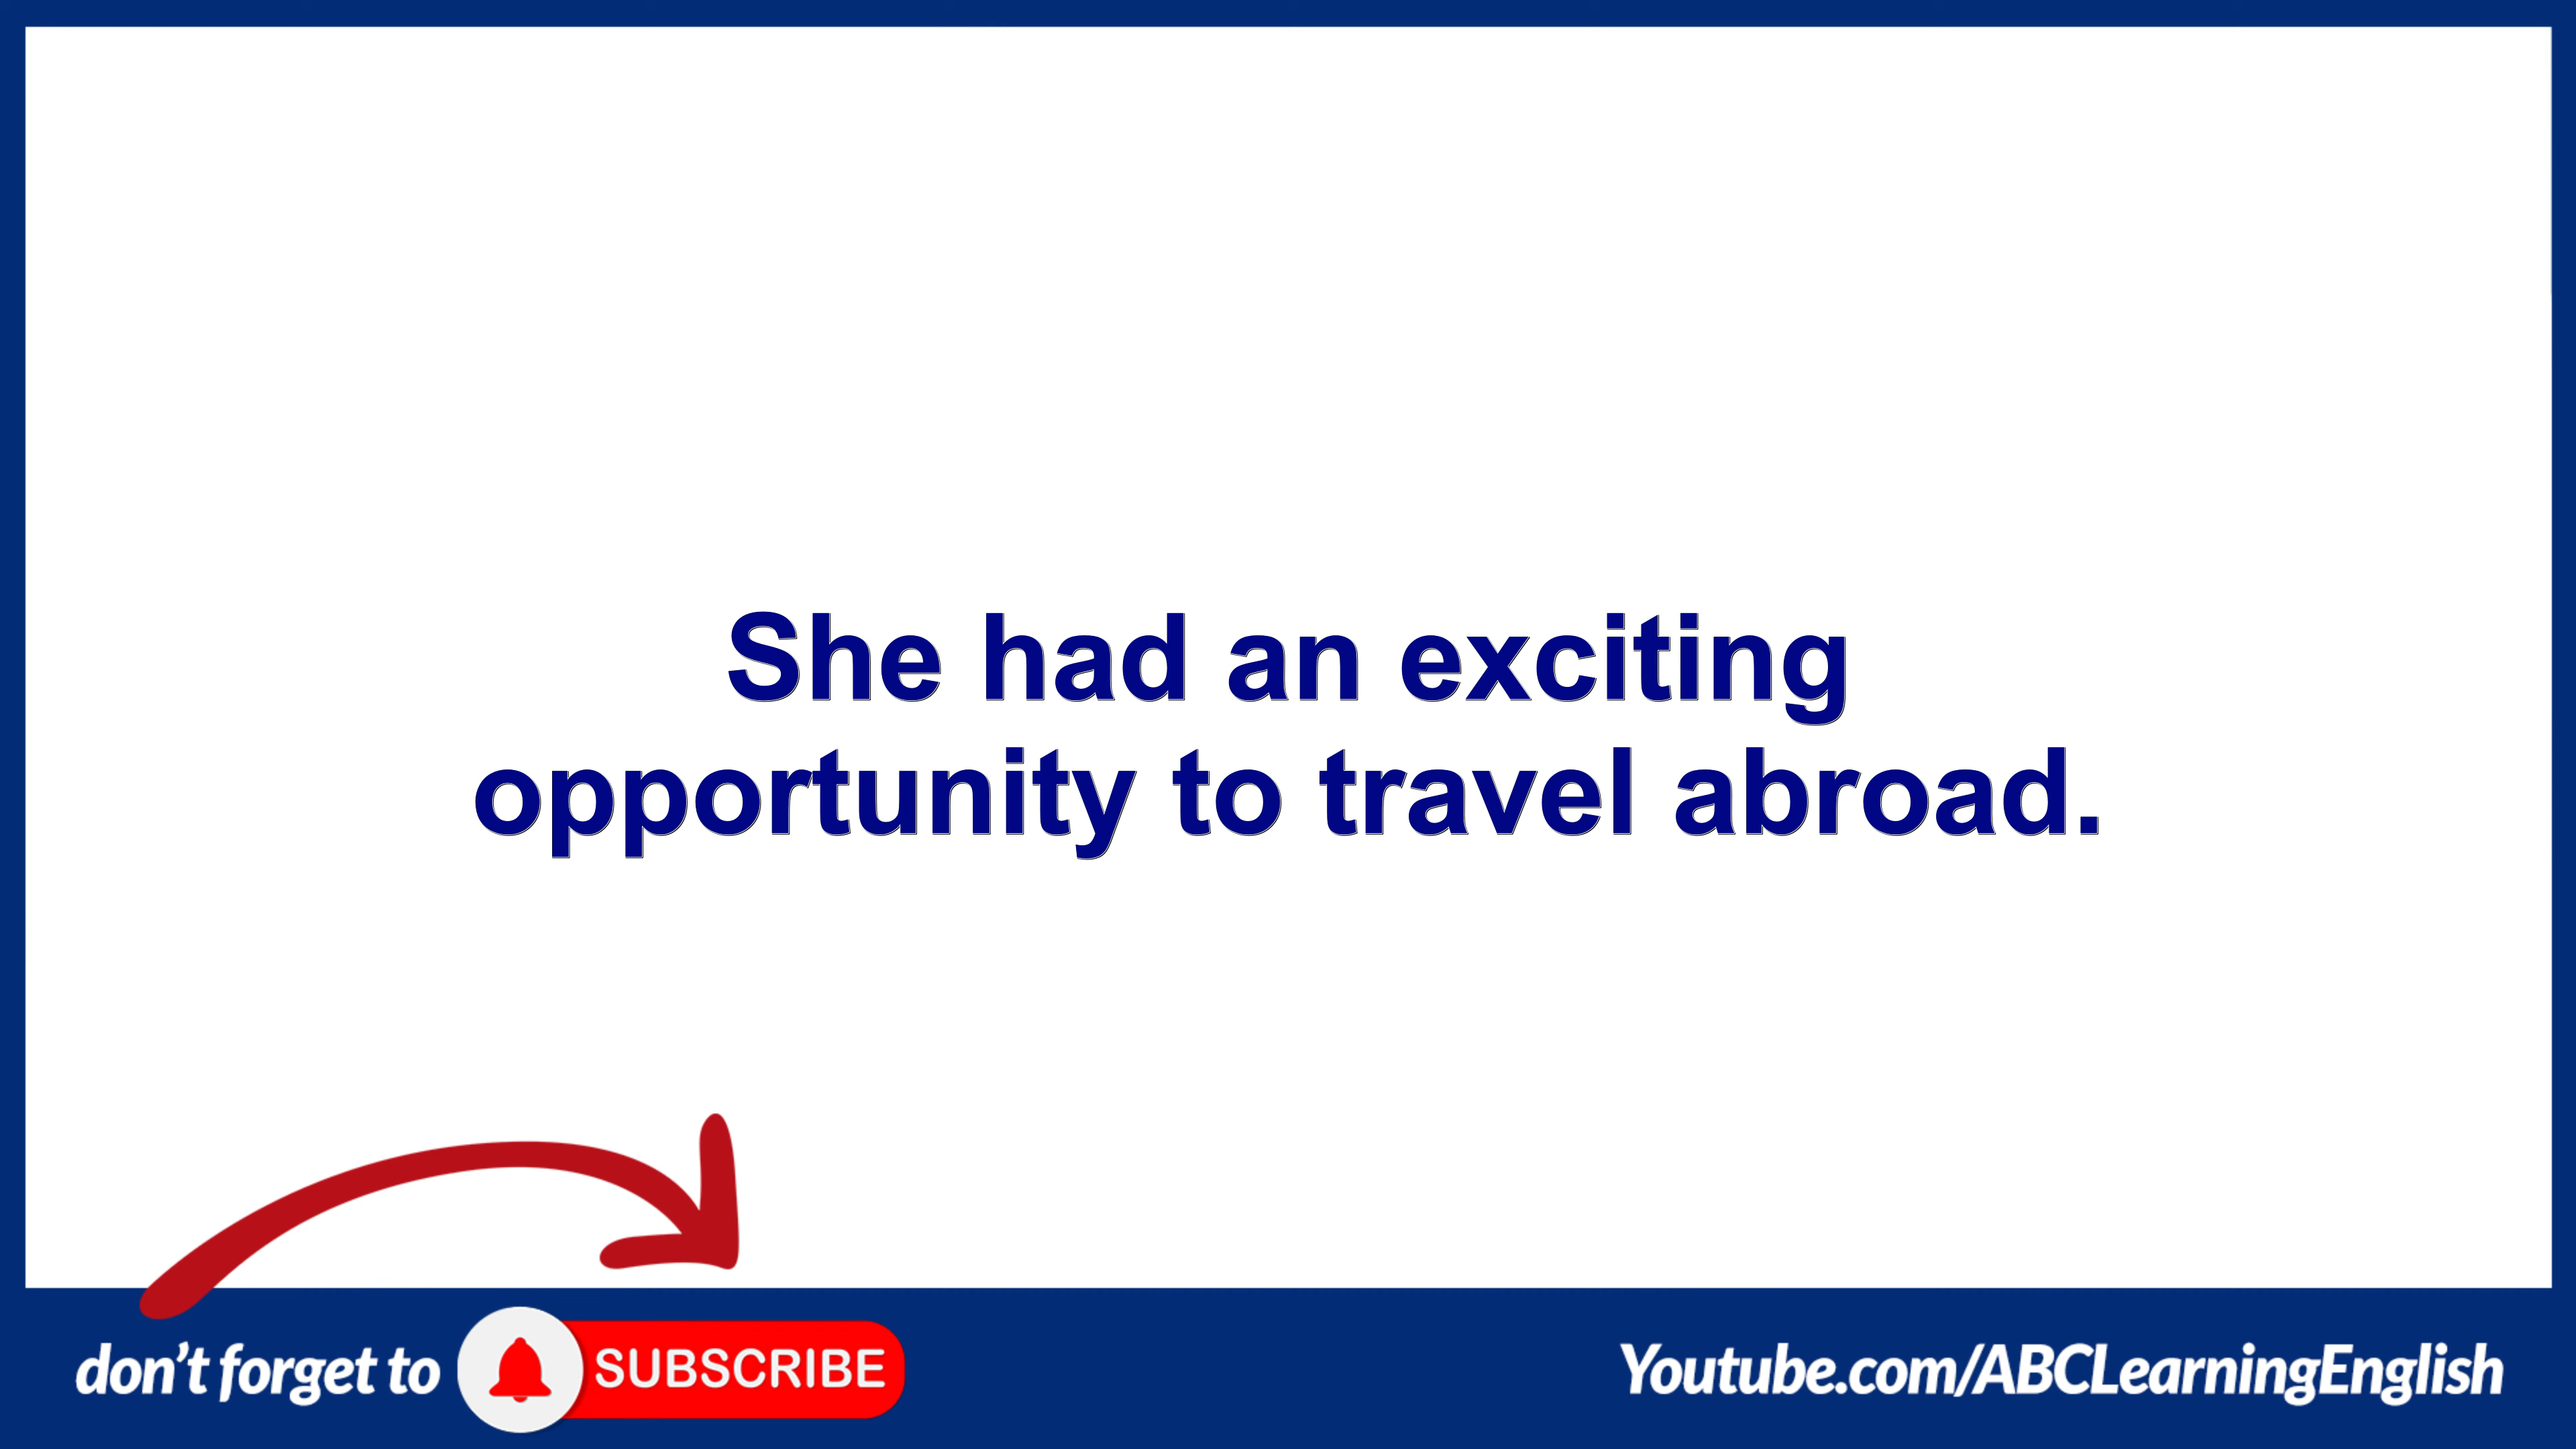 She had an exciting
opportunity to travel abroad.
don't forget to SUBSCRIBE Youtube.com/ABCLearningEnglish